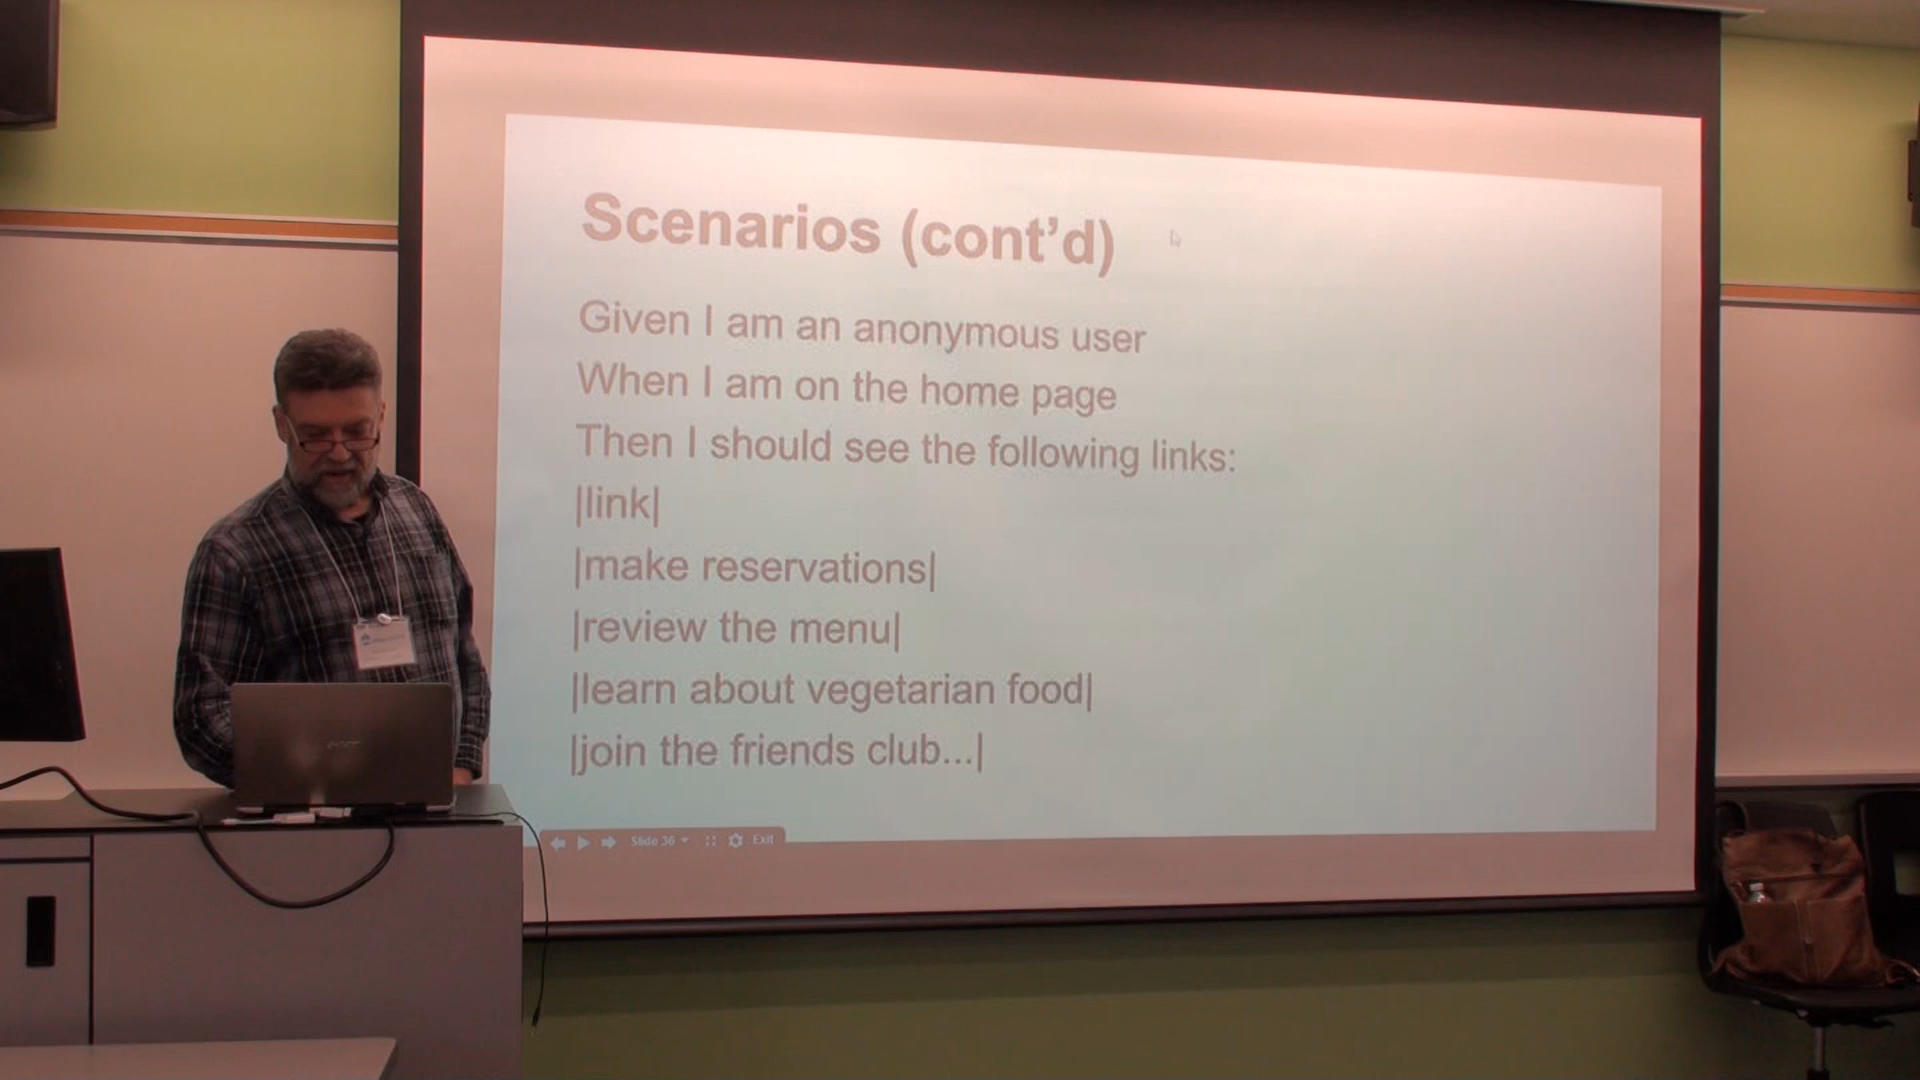 Scenarios (cont’d)
Given I am an anonymous user
When I am on the home page
Then I should see the following links:
|link|
|make reservations|
|review the menu|
|learn about vegetarian food|
|join the friends club...|
Slide 36 Exit
acer